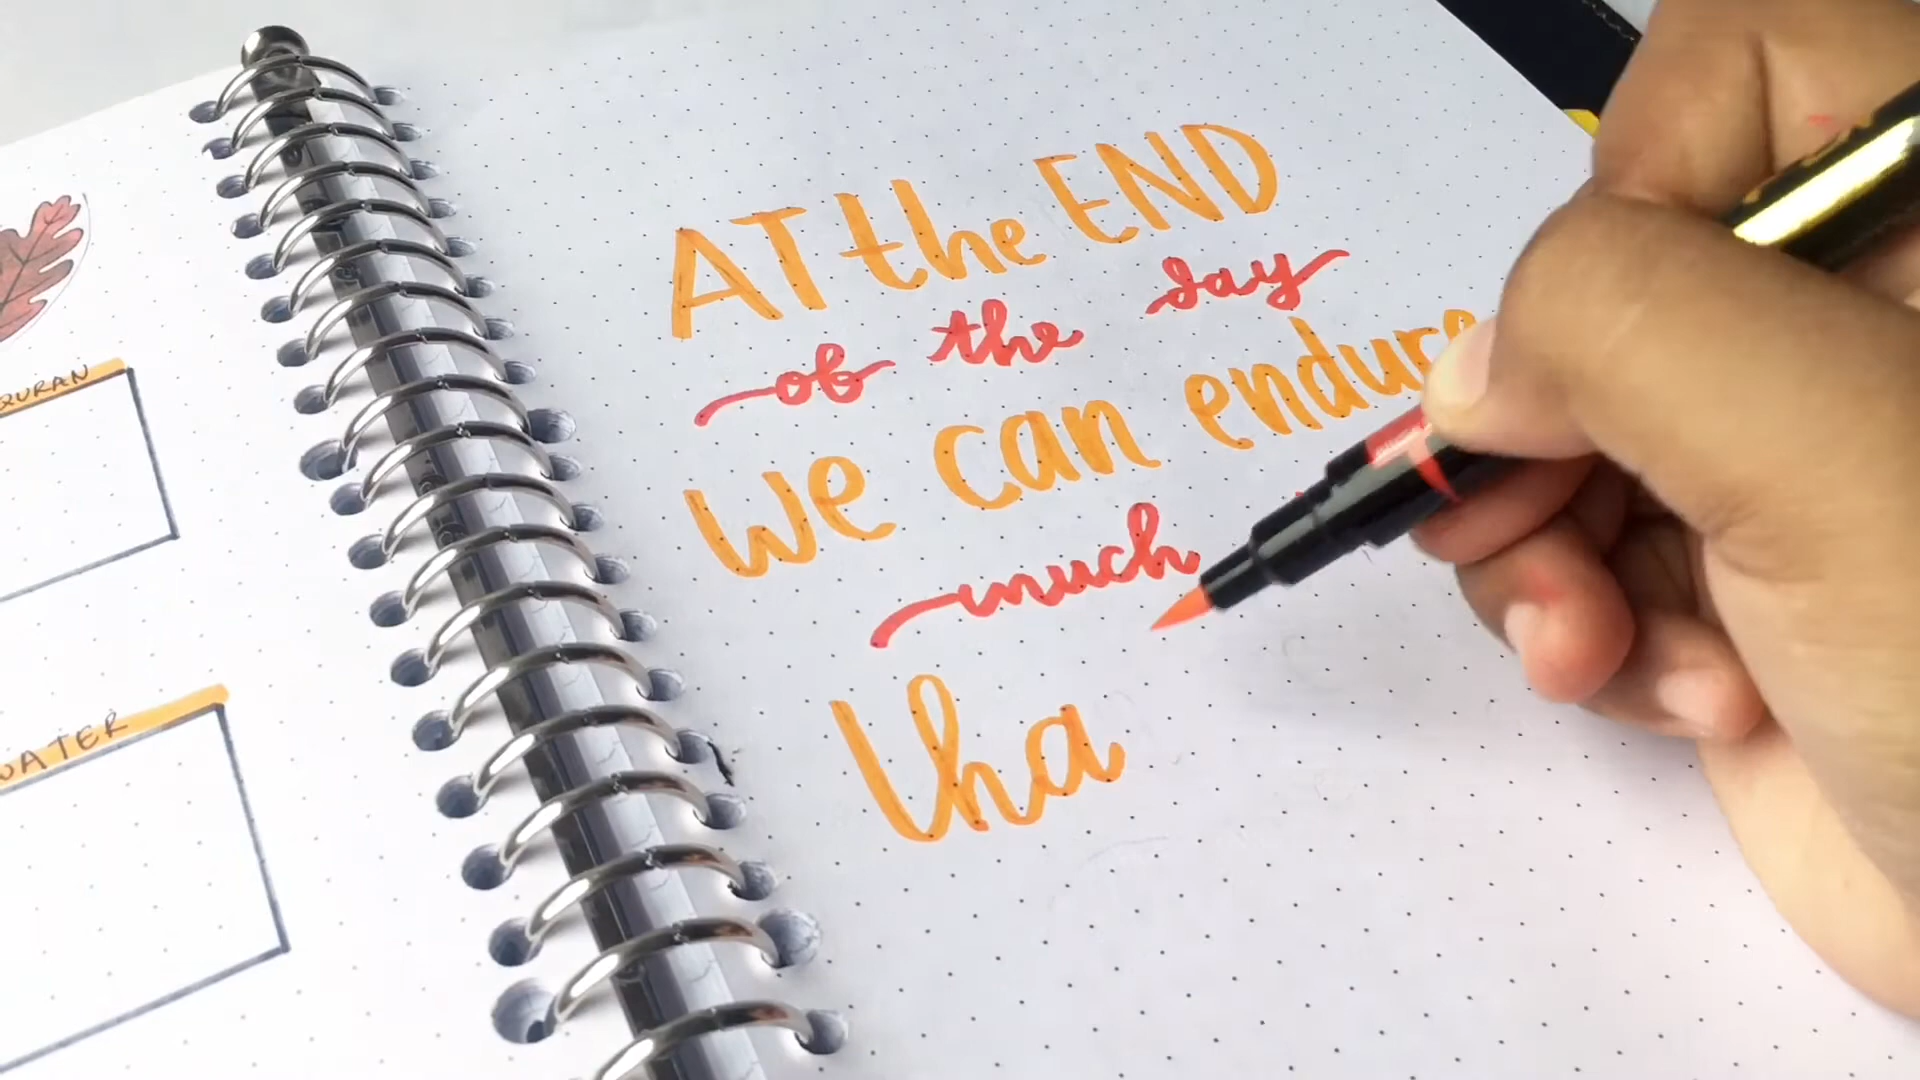 QURAN
WATER
AT the END
of the day
we can endure
much
tha